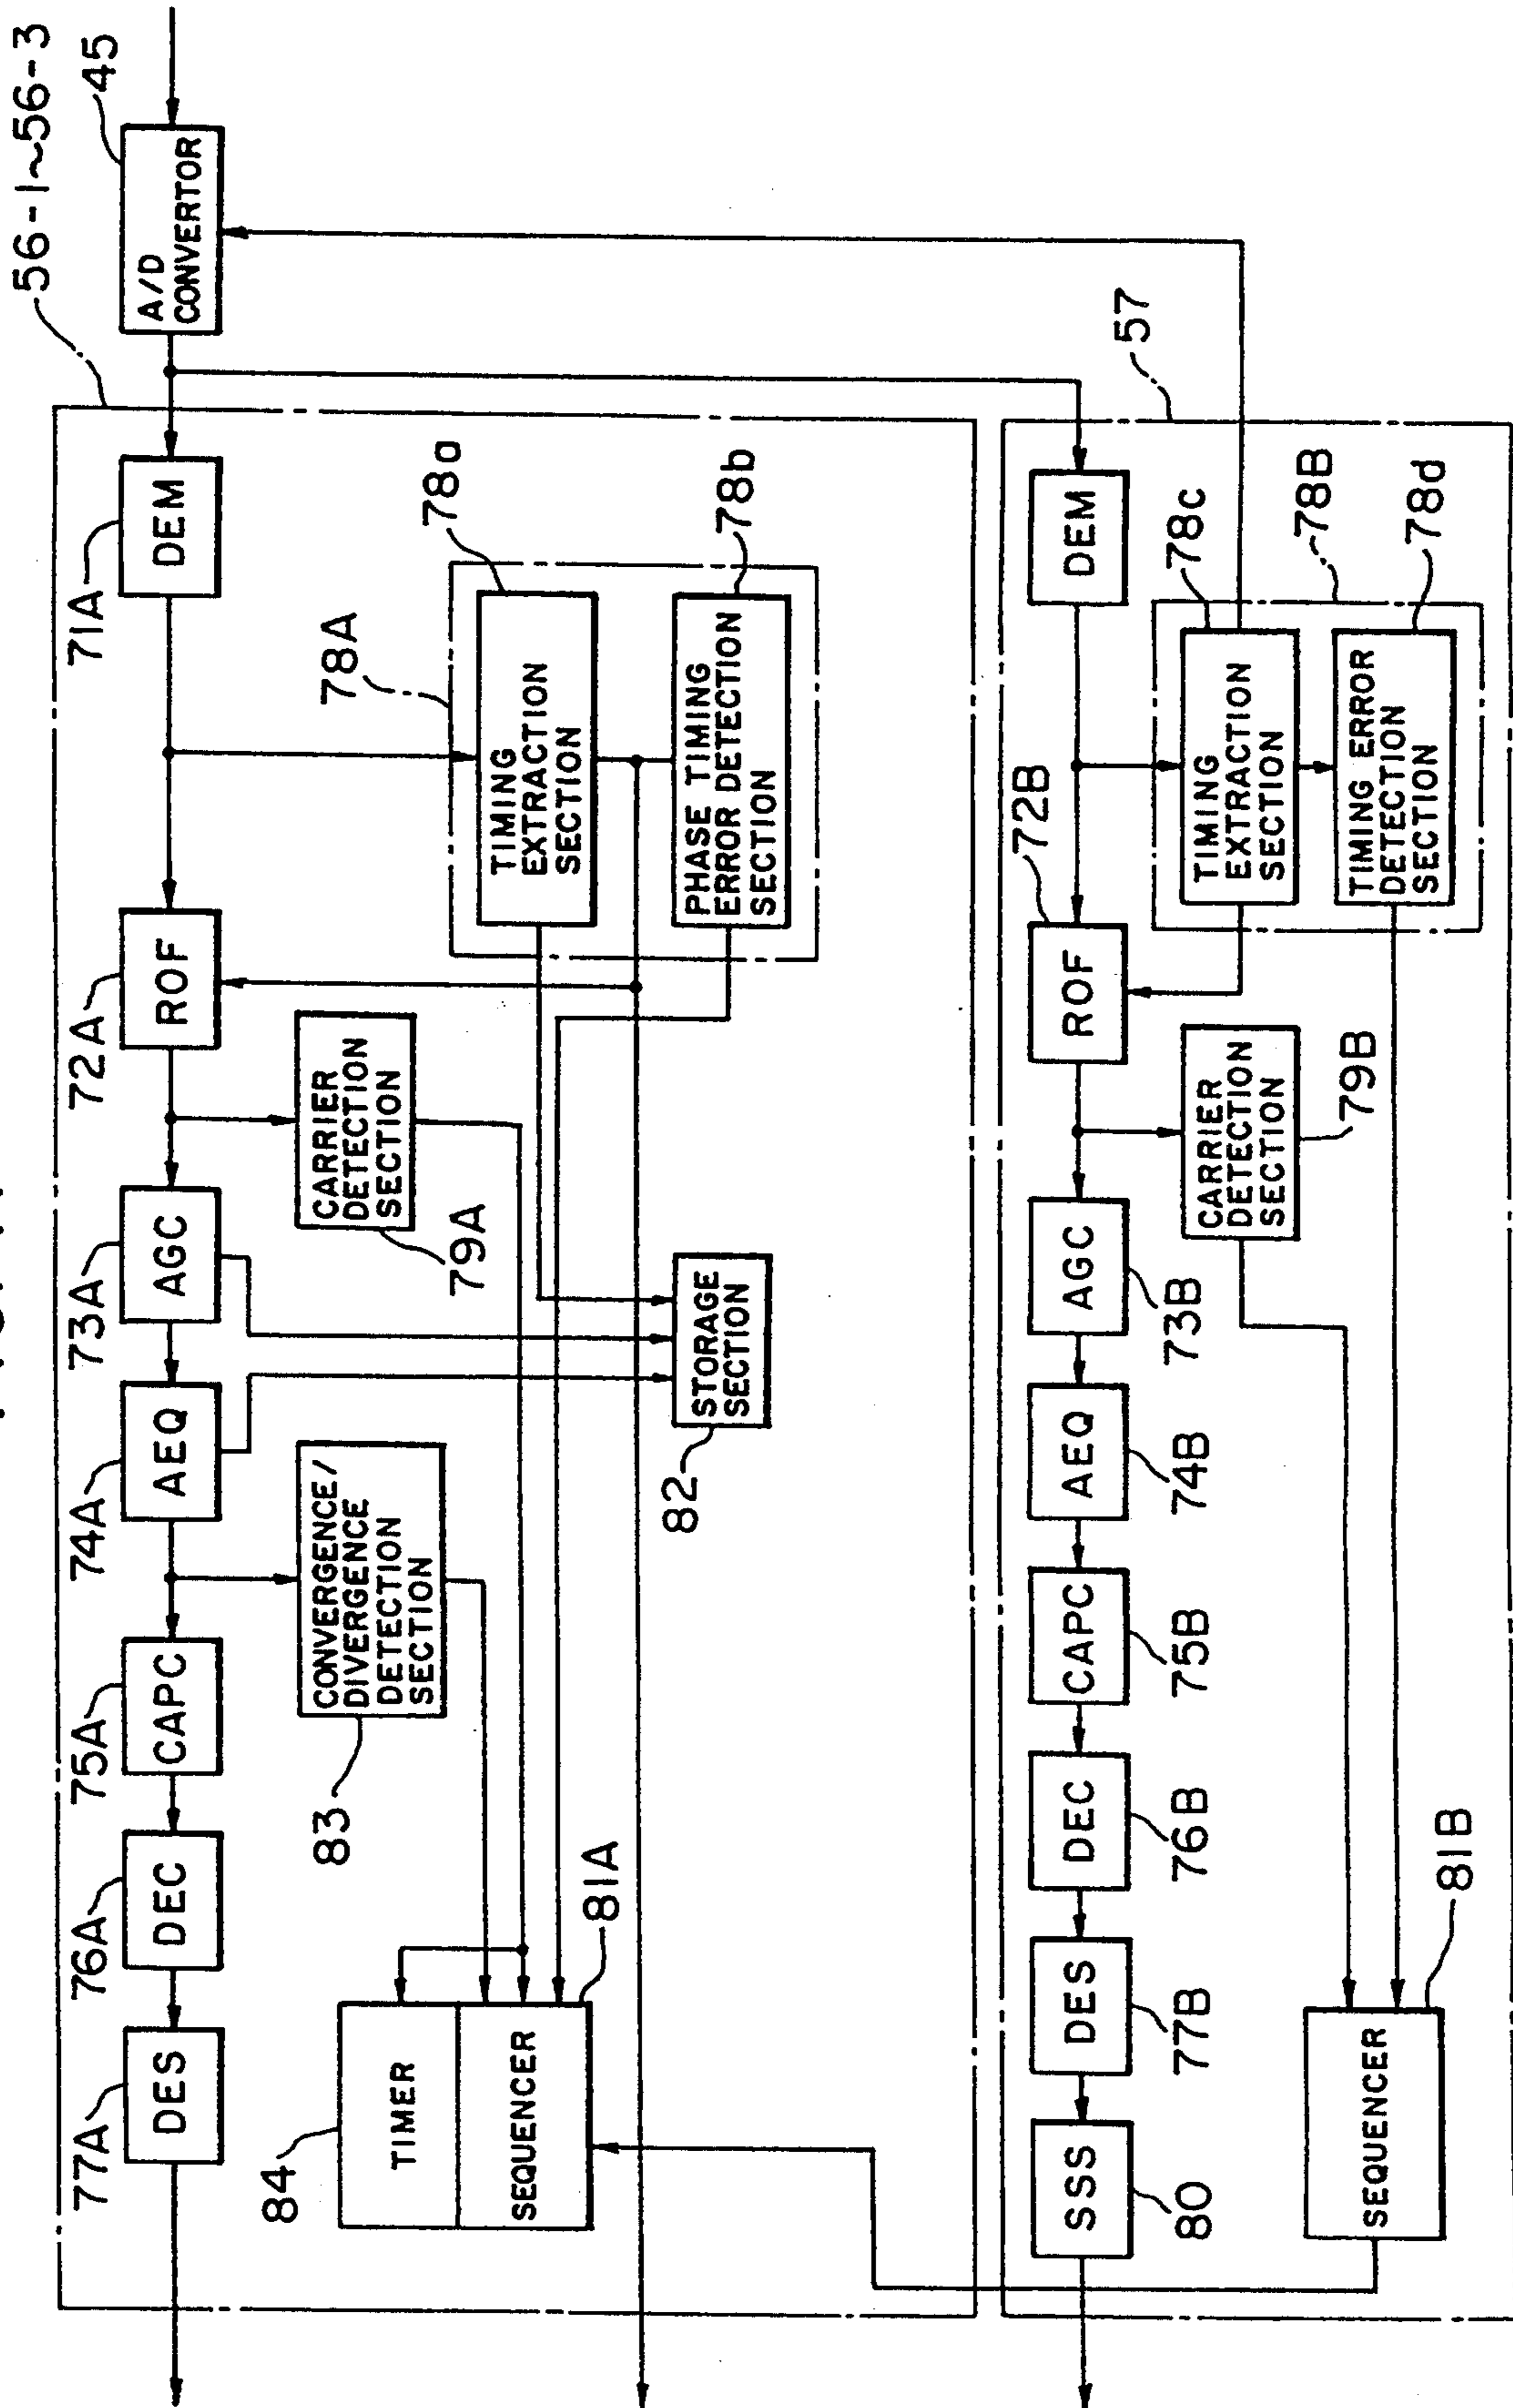 56-1~56-3
45
A/D
CONVERTOR
71A
DEM
78A
78a
TIMING
EXTRACTION
SECTION
78b
PHASE TIMING
ERROR DETECTION
SECTION
72A
ROF
CARRIER
DETECTION
SECTION
79A
73A
AGC
74A
AEQ
STORAGE
SECTION
82
CONVERGENCE/
DIVERGENCE
DETECTION
SECTION
83
75A
CAPC
76A
DEC
77A
DES
84
TIMER
SEQUENCER
81A
57
DEM
78c
78B
78d
TIMING
EXTRACTION
SECTION
TIMING ERROR
DETECTION
SECTION
72B
ROF
CARRIER
DETECTION
SECTION
79B
AGC
73B
AEQ
74B
CAPC
75B
DEC
76B
DES
77B
SSS
80
SEQUENCER
81B